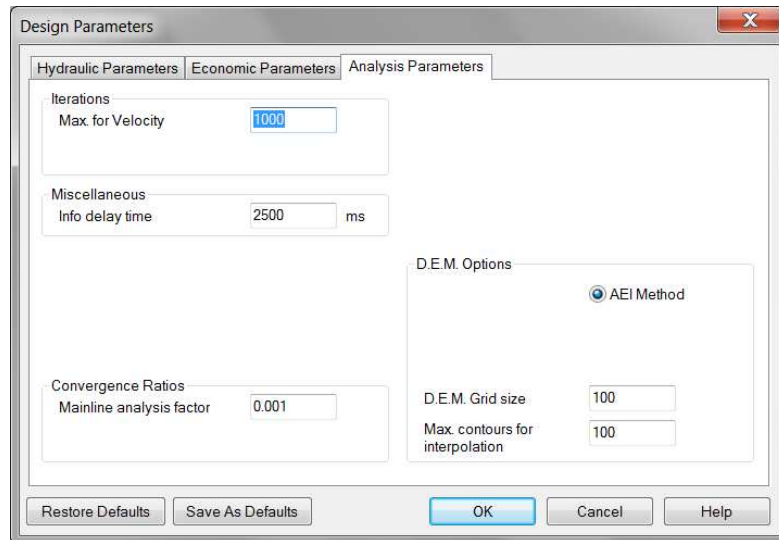 Design Parameters
Hydraulic Parameters Economic Parameters Analysis Parameters
Iterations
Max. for Velocity 1000
Miscellaneous
Info delay time 2500 ms
D.E.M. Options
AEI Method
Convergence Ratios
Mainline analysis factor 0.001
D.E.M. Grid size 100
Max. contours for
interpolation 100
Restore Defaults Save As Defaults OK Cancel Help